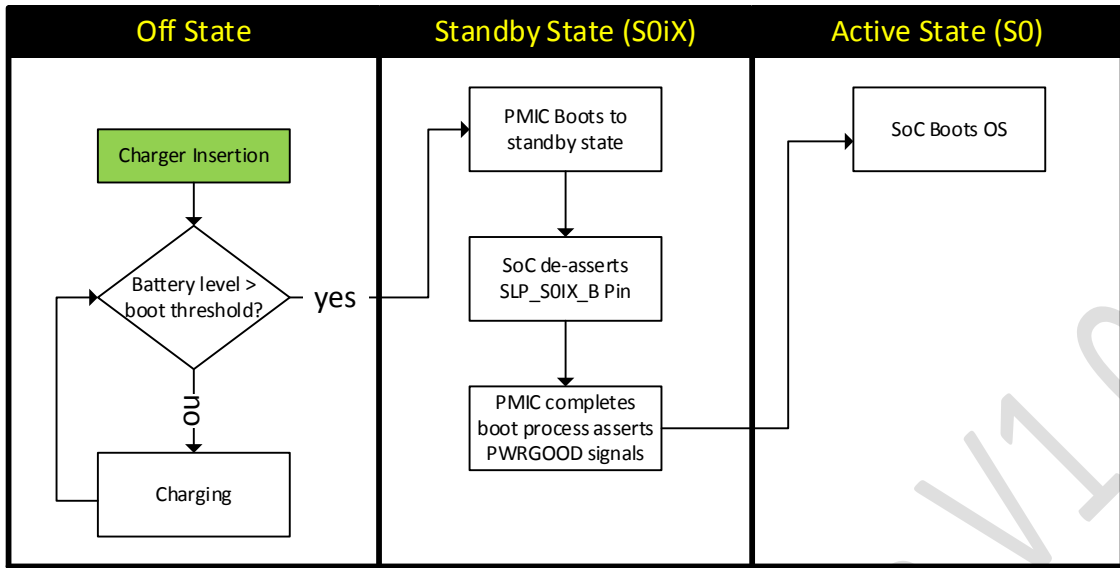 Off State
Standby State (S0iX)
Active State (S0)
Charger Insertion
Battery level >
boot threshold?
yes
no
Charging
PMIC Boots to
standby state
SoC de-asserts
SLP_S0IX_B Pin
PMIC completes
boot process asserts
PWRGOOD signals
SoC Boots OS